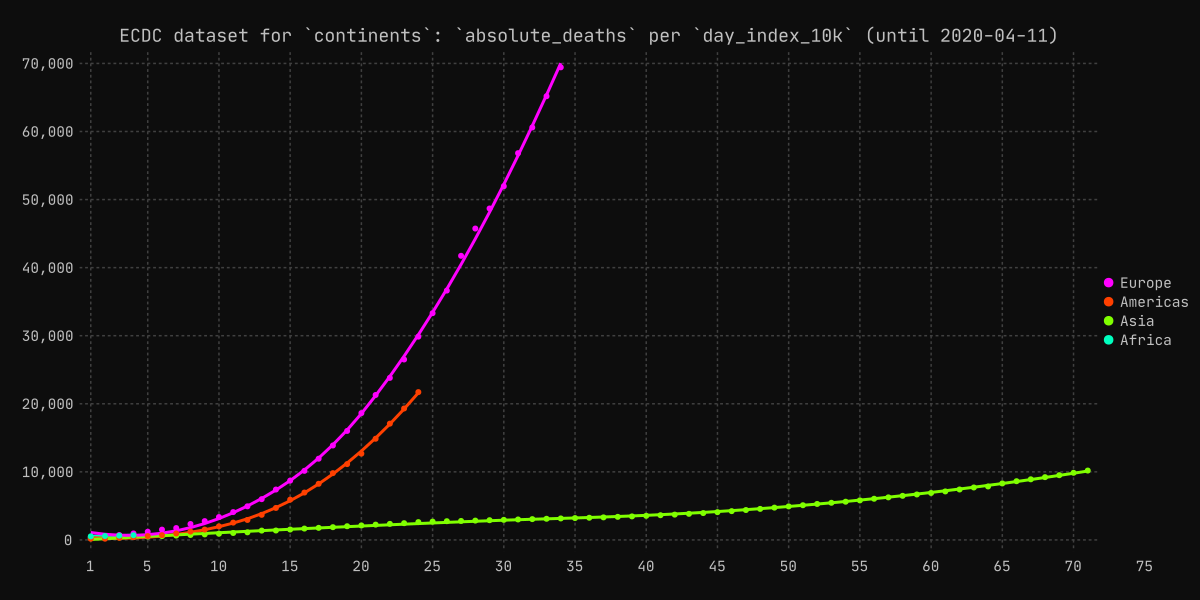 ECDC dataset for `continents`: `absolute_deaths` per `day_index_10k` (until 2020-04-11)
70,000
60,000
50,000
40,000
30,000
20,000
10,000
0
1 5 10 15 20 25 30 35 40 45 50 55 60 65 70 75
Europe
Americas
Asia
Africa